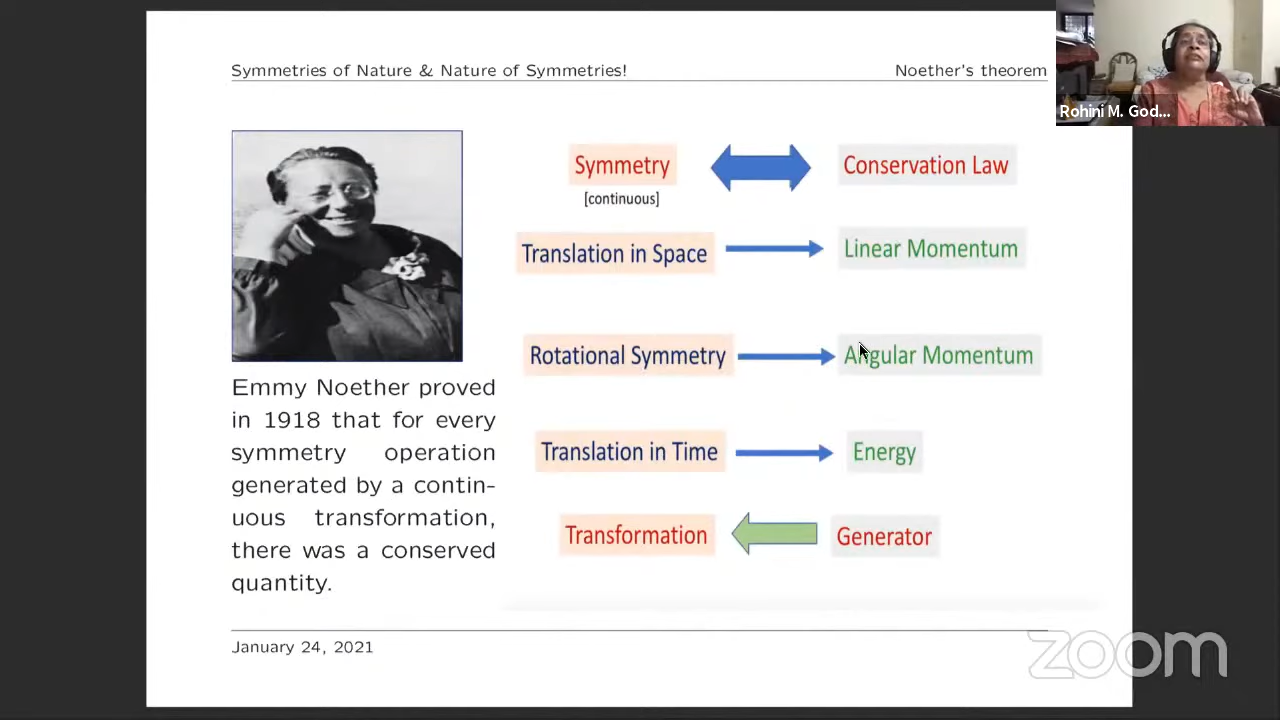 Symmetries of Nature & Nature of Symmetries!
Noether's theorem
Rohini M. God...
Symmetry
Conservation Law
[continuous]
Translation in Space
Linear Momentum
Rotational Symmetry
Angular Momentum
Translation in Time
Energy
Transformation
Generator
Emmy Noether proved
in 1918 that for every
symmetry operation
generated by a contin-
uous transformation,
there was a conserved
quantity.
January 24, 2021
zoom